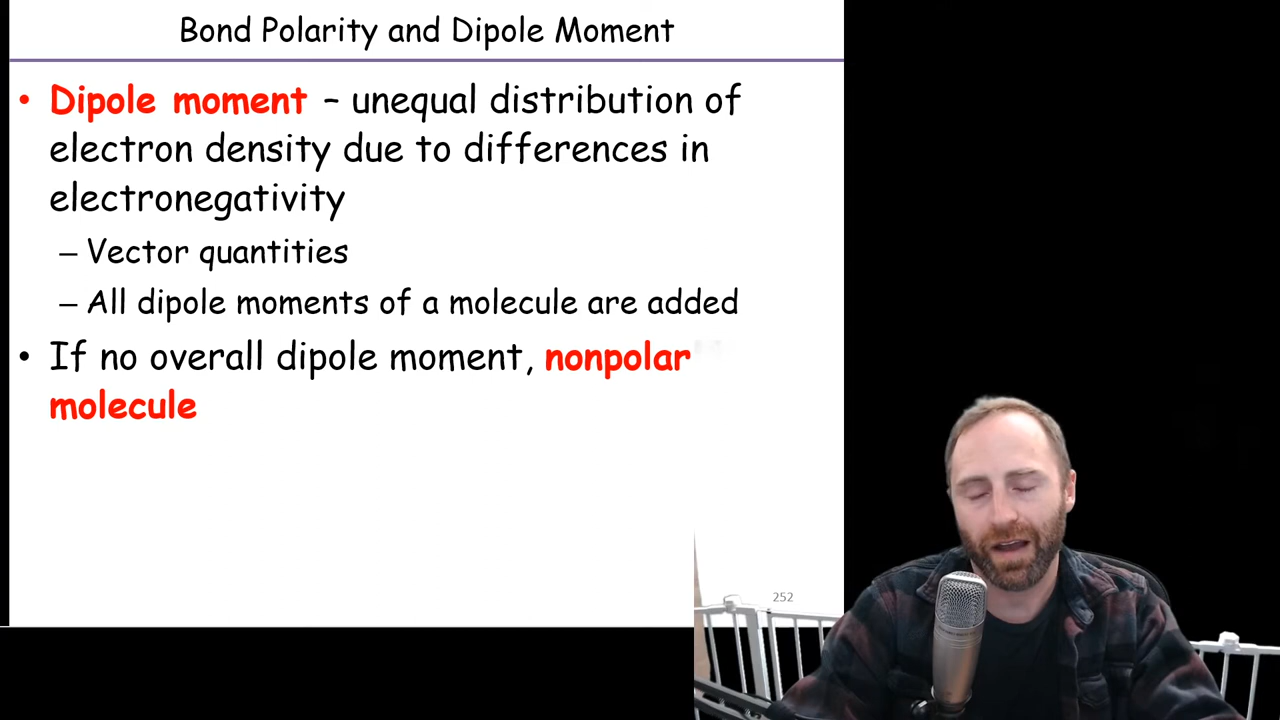 Bond Polarity and Dipole Moment
• Dipole moment – unequal distribution of
electron density due to differences in
electronegativity
– Vector quantities
– All dipole moments of a molecule are added
• If no overall dipole moment, nonpolar
molecule
252